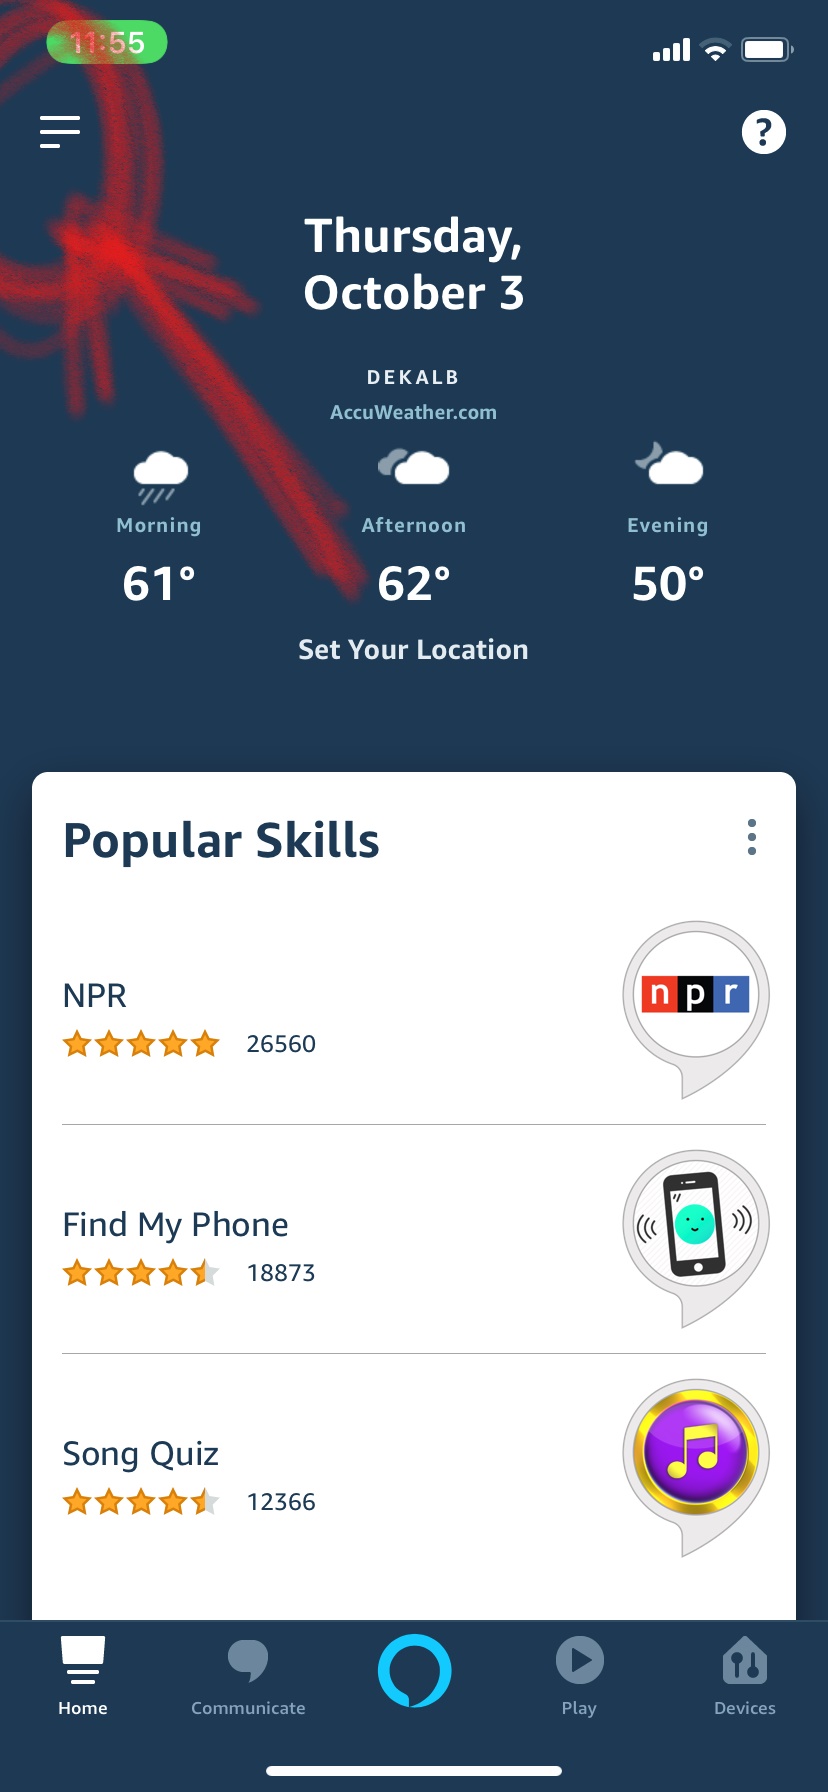 11:55
?
Thursday,
October 3
DEKALB
AccuWeather.com
Morning Afternoon Evening
61° 62° 50°
Set Your Location
Popular Skills
NPR
26560
npr
Find My Phone
18873
Song Quiz
12366
Home Communicate Play Devices